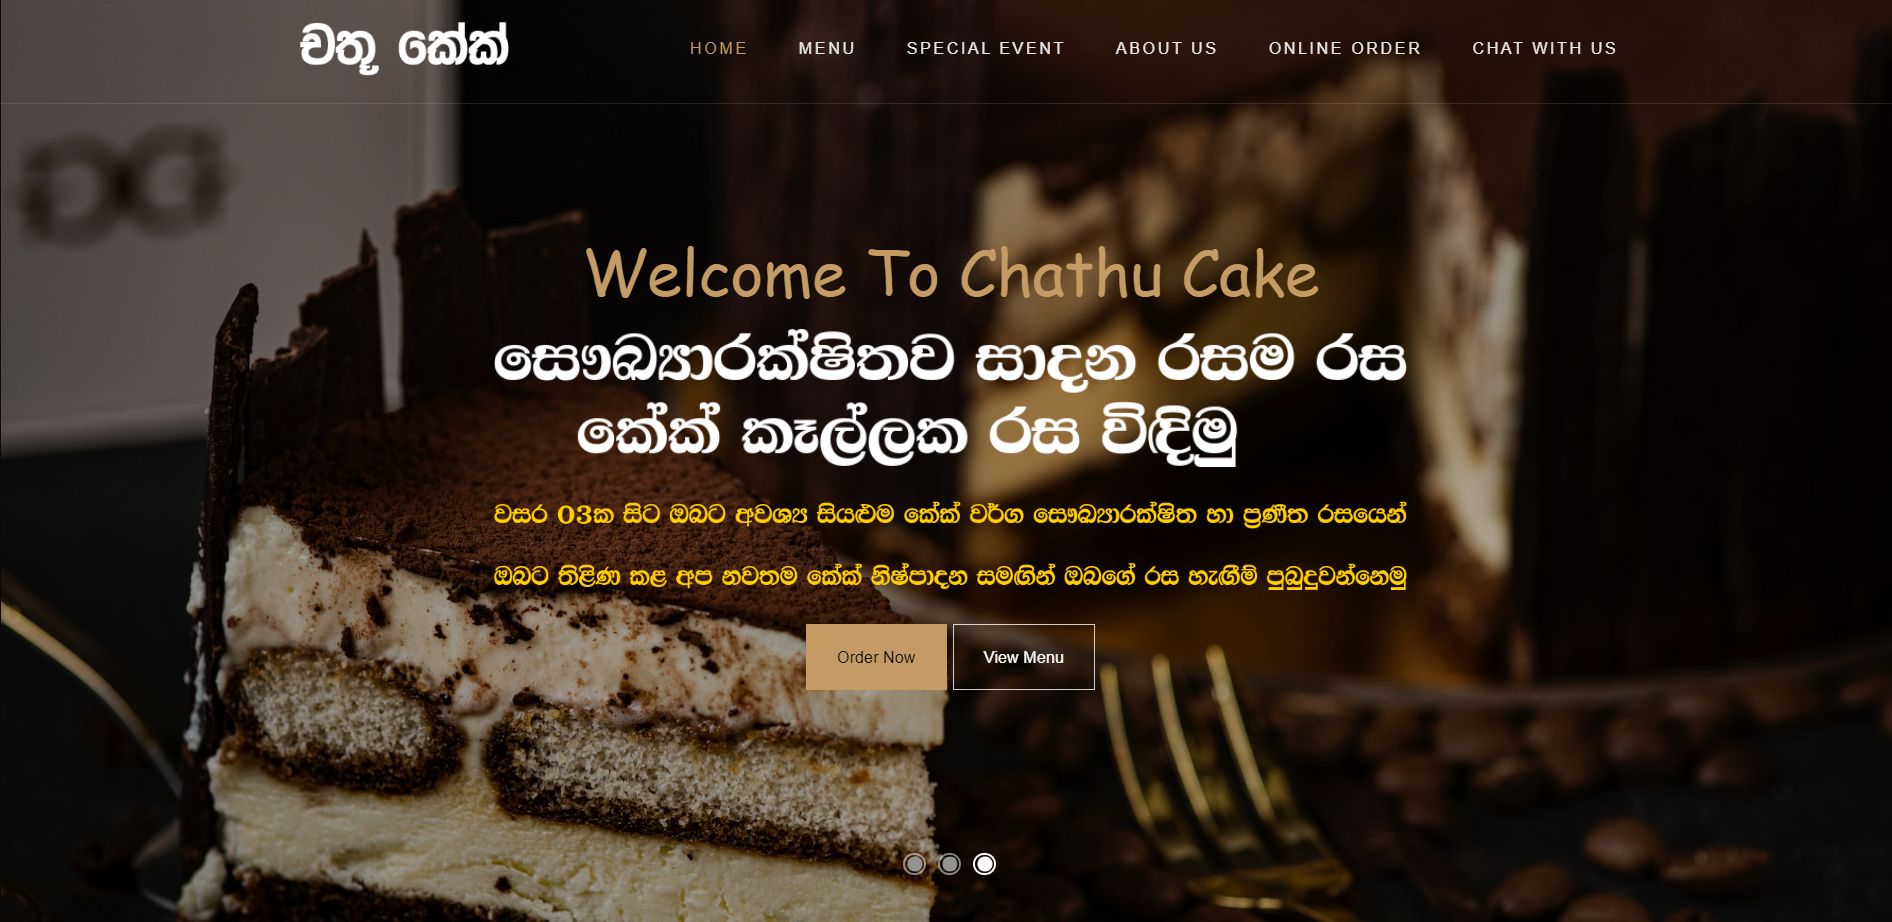 චතූ කේක්
HOME MENU SPECIAL EVENT ABOUT US ONLINE ORDER CHAT WITH US
Welcome To Chathu Cake
සෞඛ්‍යාරක්ෂිතව සාදන රසම රස
කේක් කෑල්ලක රස විඳිමු
වසර 03ක සිට ඔබට අවශ්‍ය සියළුම කේක් වර්ග සෞඛ්‍යාරක්ෂිත හා ප්‍රණීත රසයෙන්
ඔබට තිළිණ කළ අප නවතම කේක් නිෂ්පාදන සමඟින් ඔබගේ රස හැඟීම් පුබුදුවන්නෙමු
Order Now View Menu